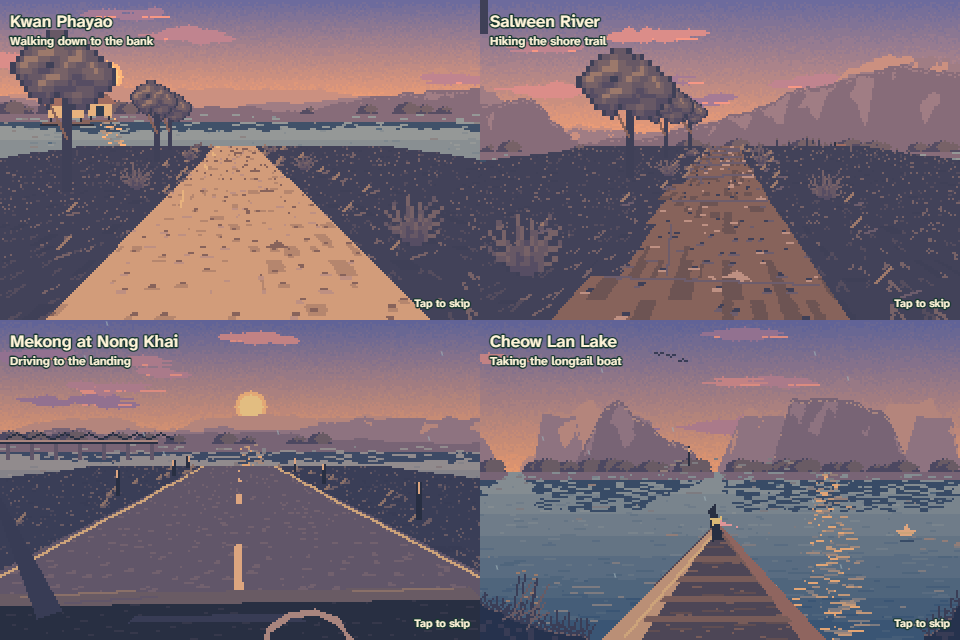 Kwan Phayao
Walking down to the bank
Tap to skip
Salween River
Hiking the shore trail
Tap to skip
Mekong at Nong Khai
Driving to the landing
Tap to skip
Cheow Lan Lake
Taking the longtail boat
Tap to skip